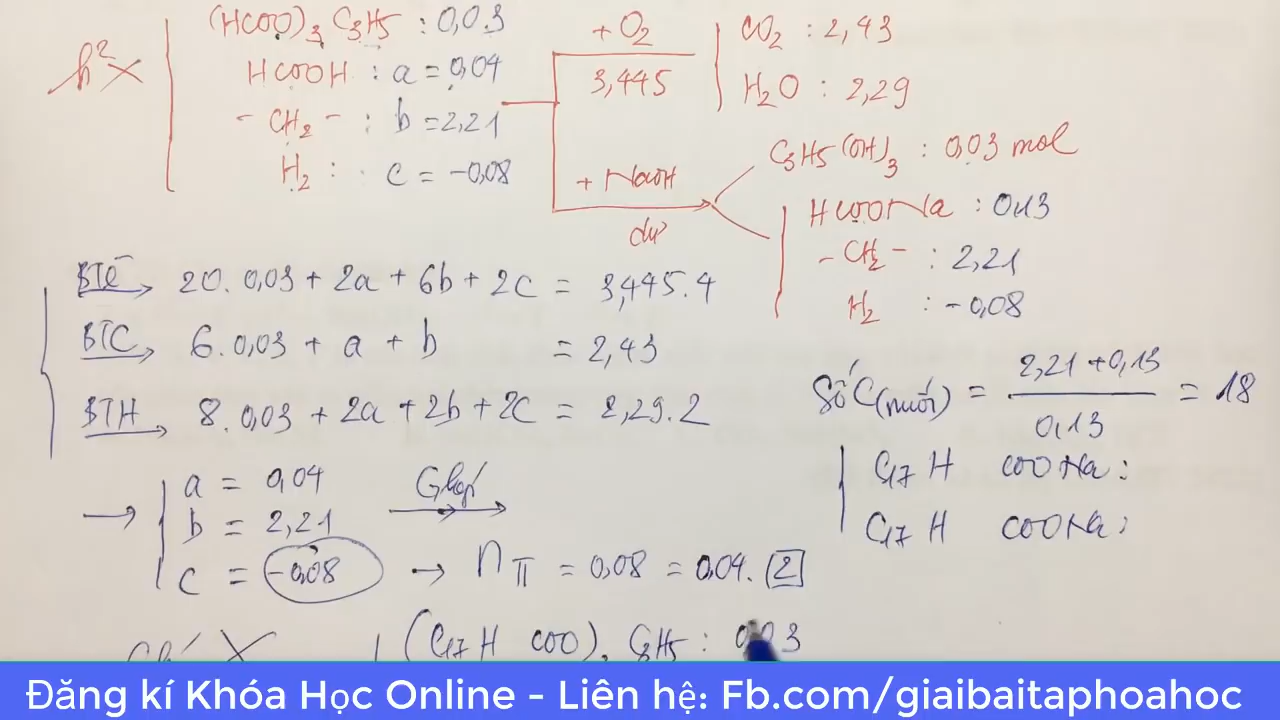 h² X
(HCOO)₃C₃H₅ : 0,03
HCOOH : a = 0,04
- CH₂ - : b = 2,21
H₂ : c = -0,08
+ O₂
3,445
CO₂ : 2,43
H₂O : 2,29
+ NaOH
dư
C₃H₅(OH)₃ : 0,03 mol
HCOONa : 0,13
- CH₂ - : 2,21
H₂ : -0,08
BTE → 20. 0,03 + 2a + 6b + 2c = 3,445.4
BTC → 6. 0,03 + a + b = 2,43
BTH → 8. 0,03 + 2a + 2b + 2c = 2,29.2
Số C(muối) = (2,21 + 0,13)/0,13 = 18
C₁₇H COONa :
C₁₇H COONa :
→ a = 0,04
b = 2,21
c = -0,08 → nπ = 0,08 = 0,04. 2
X (C₁₇H COO)₃ C₃H₅ : 0,03
Đăng kí Khóa Học Online - Liên hệ: Fb.com/giaibaitaphoahoc